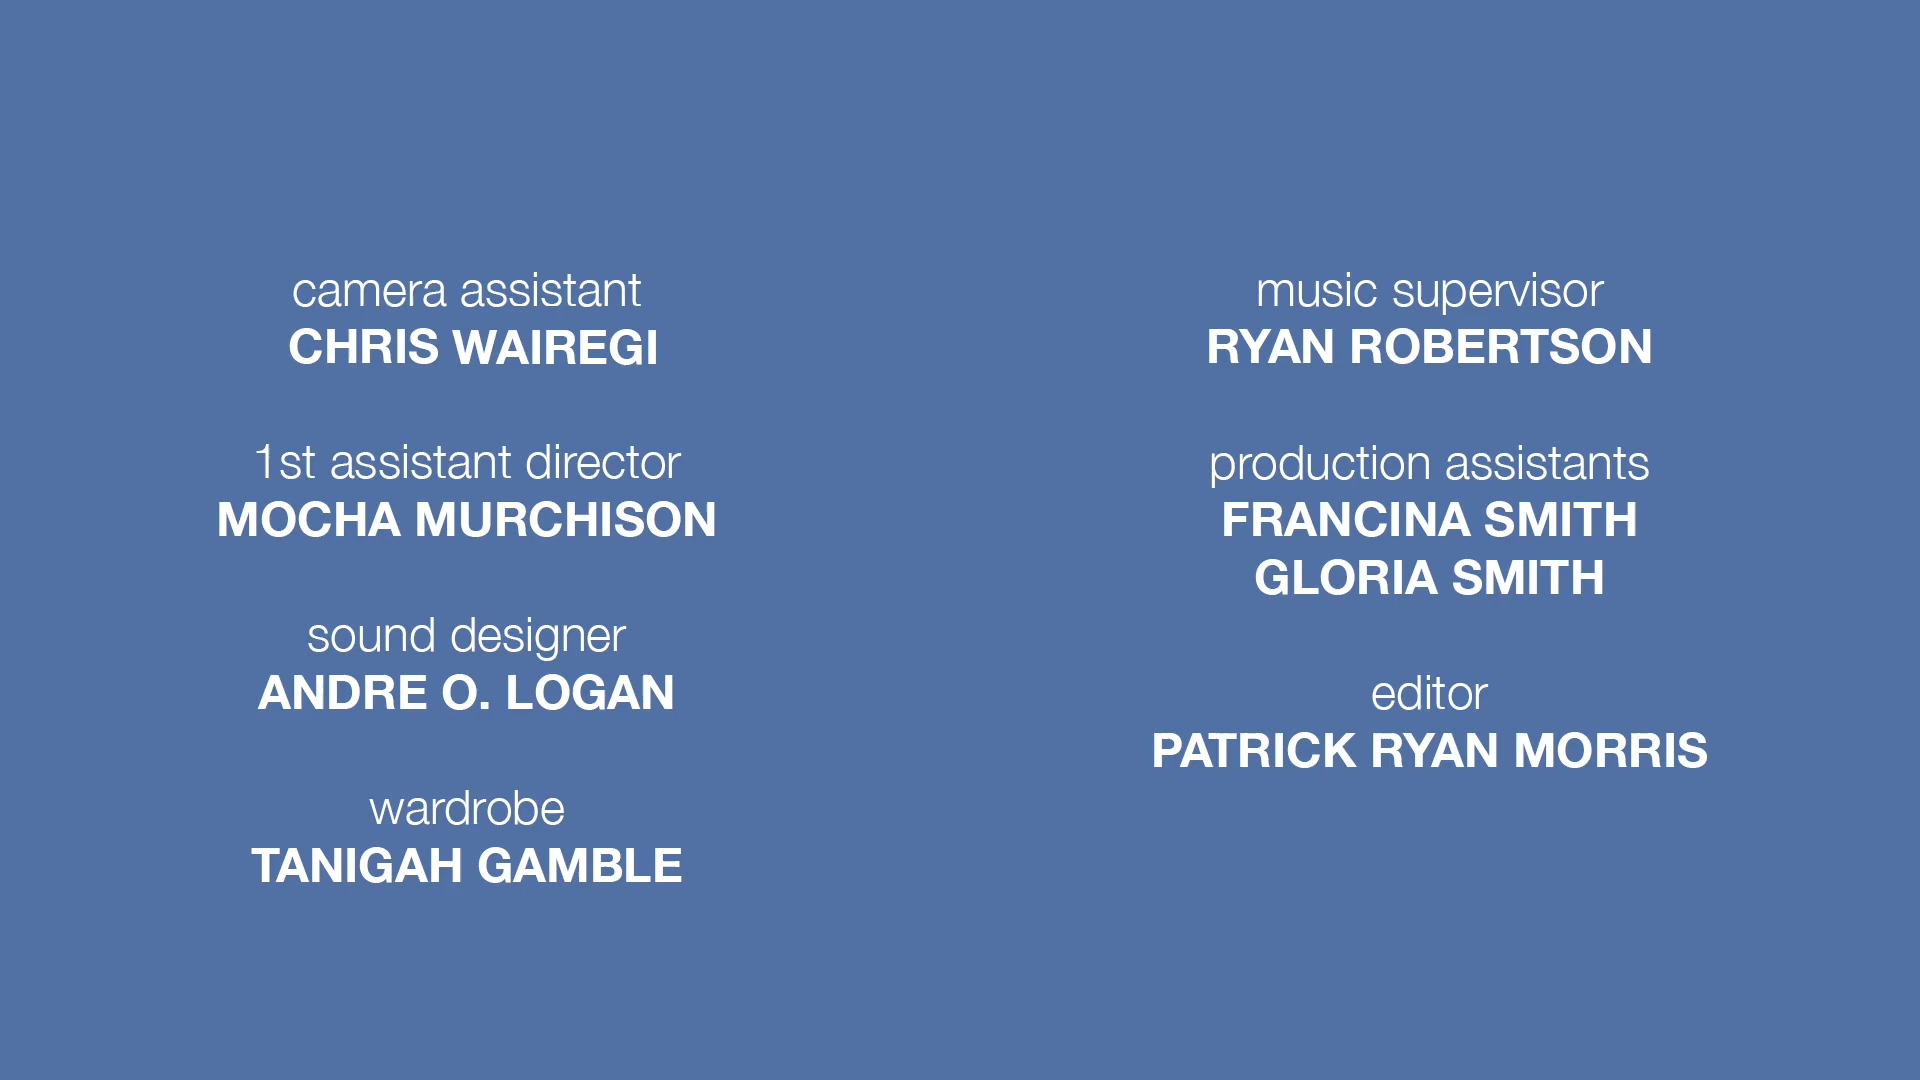 camera assistant
CHRIS WAIREGI
1st assistant director
MOCHA MURCHISON
sound designer
ANDRE O. LOGAN
wardrobe
TANIGAH GAMBLE
music supervisor
RYAN ROBERTSON
production assistants
FRANCINA SMITH
GLORIA SMITH
editor
PATRICK RYAN MORRIS